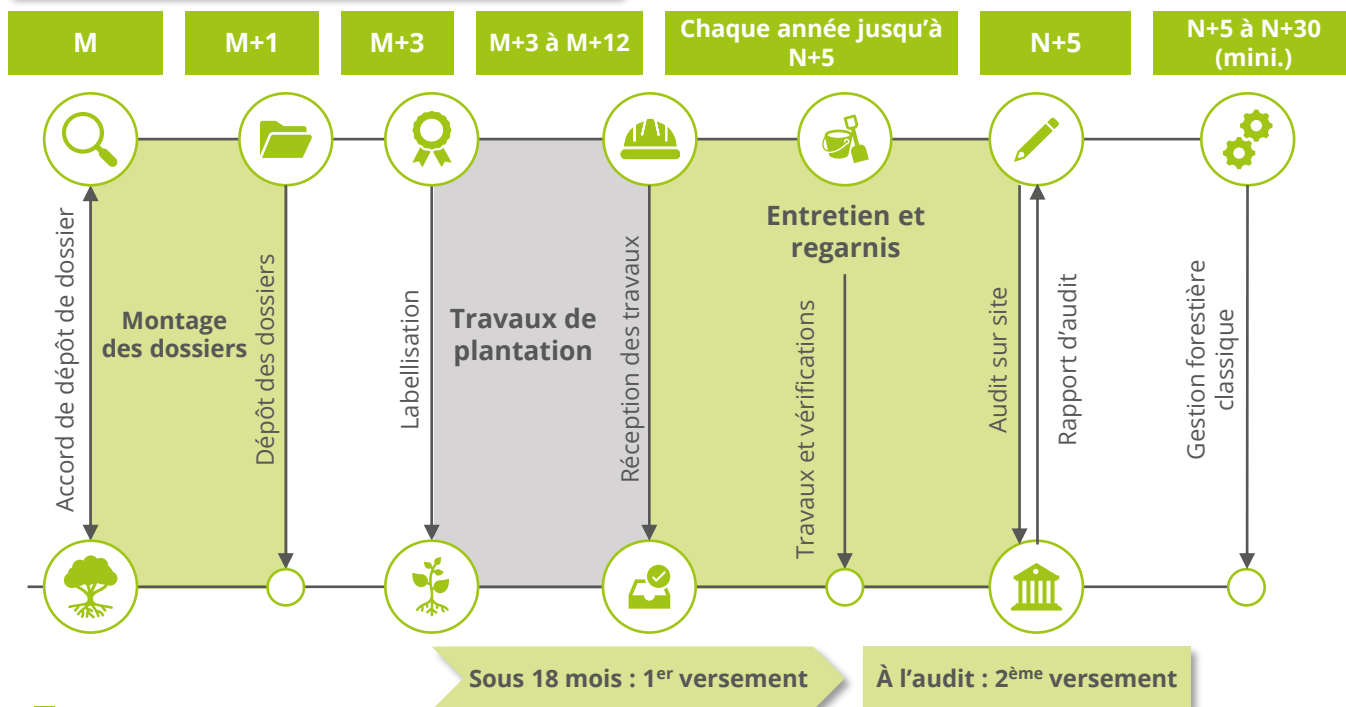 M
M+1
M+3
M+3 à M+12
Chaque année jusqu'à
N+5
N+5
N+5 à N+30
(mini.)
Accord de dépôt de dossier
Montage
des dossiers
Dépôt des dossiers
Labellisation
Travaux de
plantation
Réception des travaux
Entretien et
regarnis
Travaux et vérifications
Audit sur site
Rapport d'audit
Gestion forestière
classique
Sous 18 mois : 1er versement
À l'audit : 2ème versement